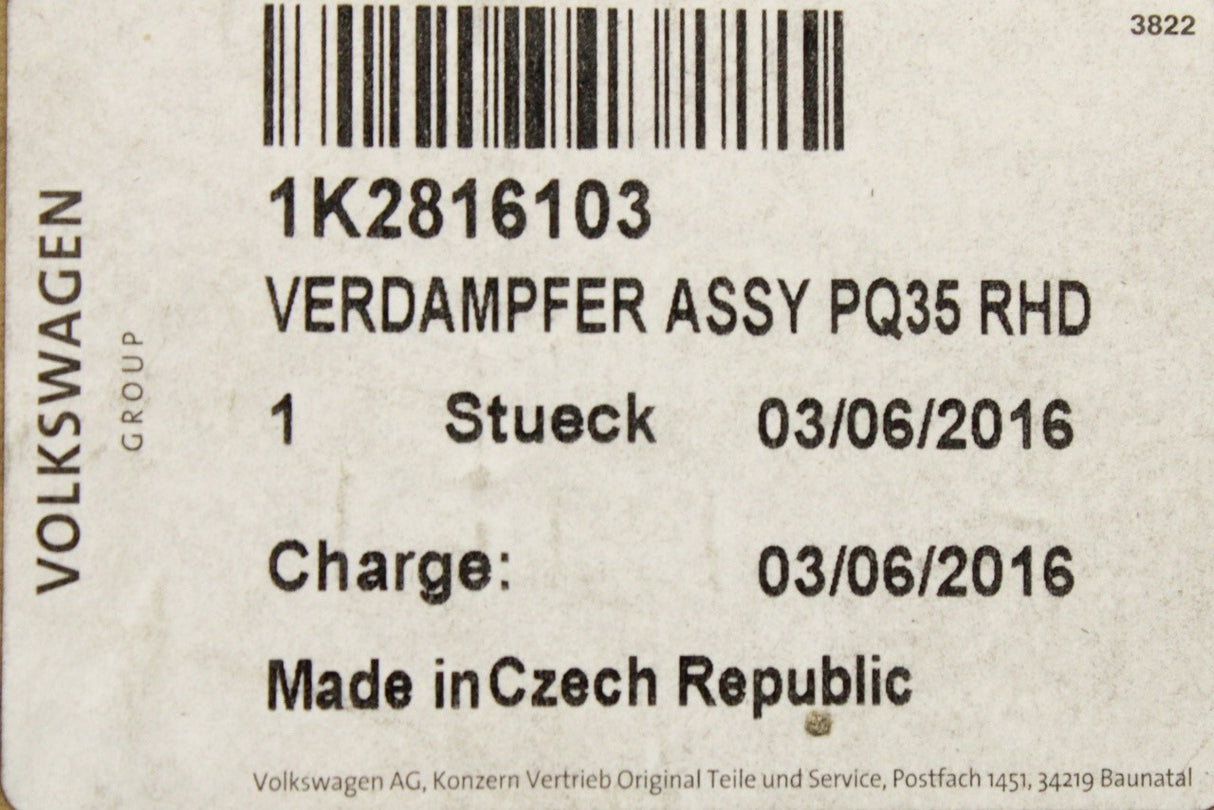 3822
1K2816103
VERDAMPFER ASSY PQ35 RHD
1 Stueck 03/06/2016
Charge: 03/06/2016
Made in Czech Republic
Volkswagen AG, Konzern Vertrieb Original Teile und Service, Postfach 1451, 34219 Baunatal
VOLKSWAGEN
GROUP